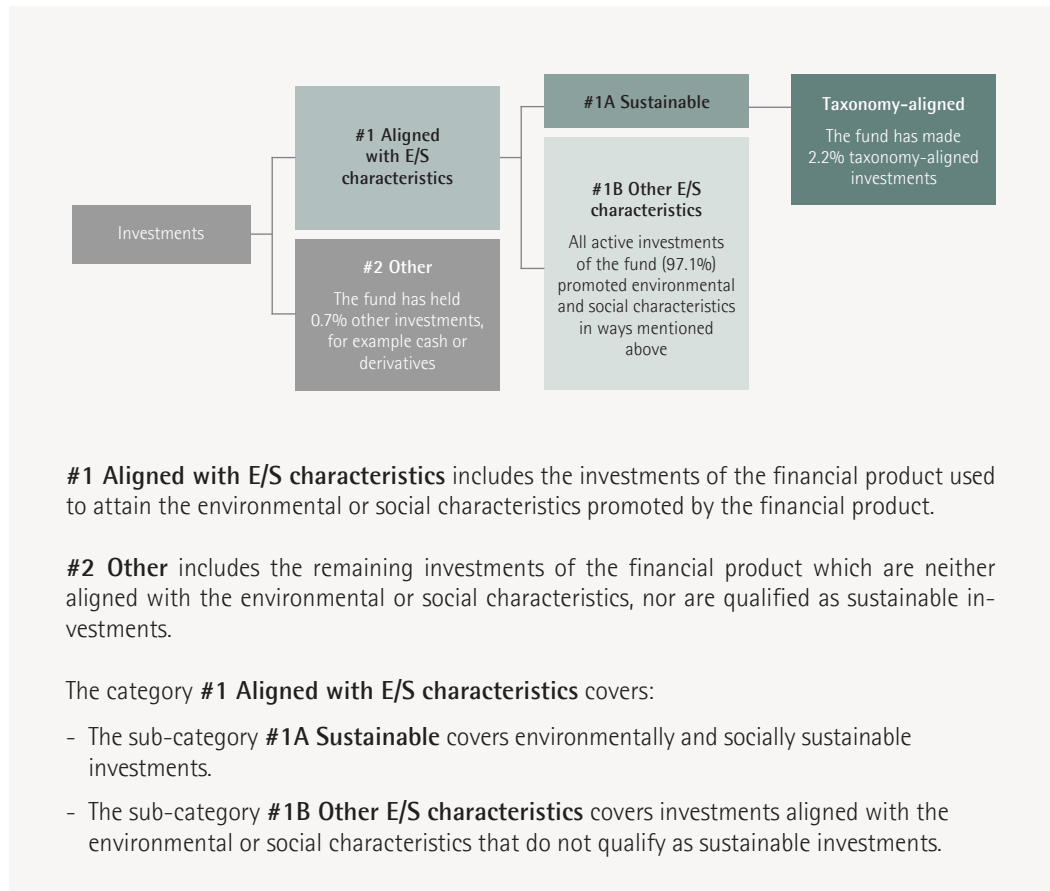 Investments
#1 Aligned
with E/S
characteristics
#2 Other
The fund has held
0.7% other investments,
for example cash or
derivatives
#1A Sustainable
#1B Other E/S
characteristics
All active investments
of the fund (97.1%)
promoted environmental
and social characteristics
in ways mentioned
above
Taxonomy-aligned
The fund has made
2.2% taxonomy-aligned
investments
#1 Aligned with E/S characteristics includes the investments of the financial product used
to attain the environmental or social characteristics promoted by the financial product.
#2 Other includes the remaining investments of the financial product which are neither
aligned with the environmental or social characteristics, nor are qualified as sustainable in-
vestments.
The category #1 Aligned with E/S characteristics covers:
- The sub-category #1A Sustainable covers environmentally and socially sustainable
investments.
- The sub-category #1B Other E/S characteristics covers investments aligned with the
environmental or social characteristics that do not qualify as sustainable investments.